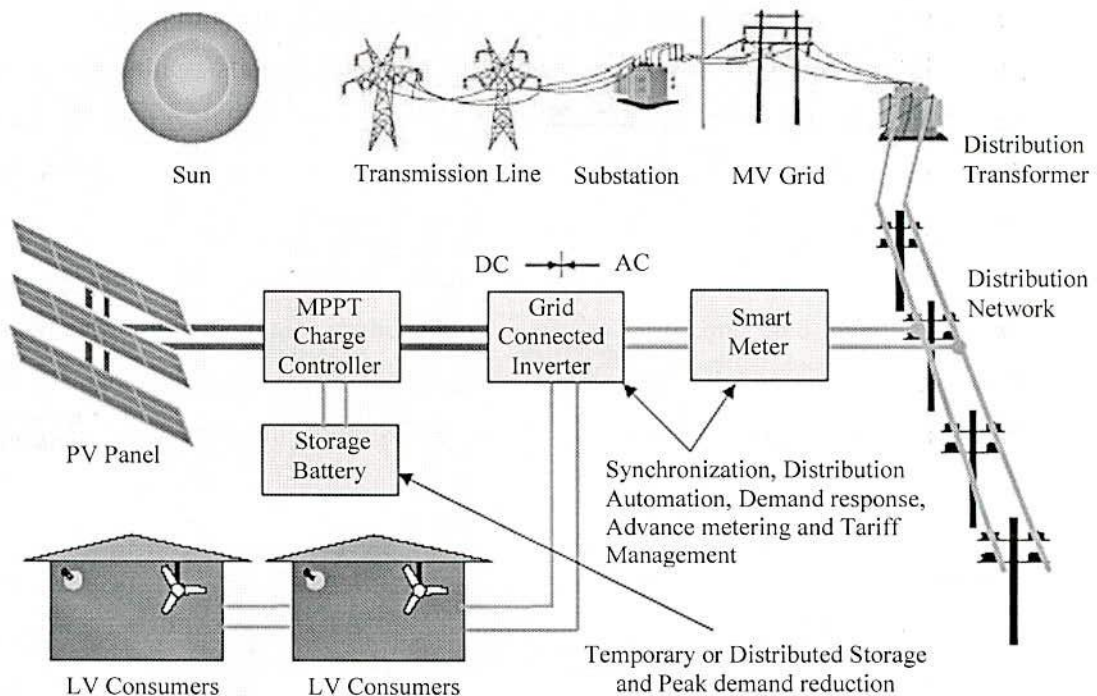 Sun
Transmission Line
Substation
MV Grid
Distribution
Transformer
DC
AC
Distribution
Network
MPPT
Charge
Controller
Grid
Connected
Inverter
Smart
Meter
PV Panel
Storage
Battery
Synchronization, Distribution
Automation, Demand response,
Advance metering and Tariff
Management
LV Consumers
LV Consumers
Temporary or Distributed Storage
and Peak demand reduction